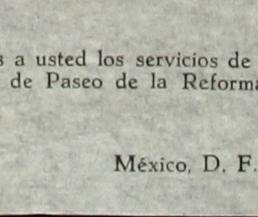 s a usted los servicios de
de Paseo de la Reforma
México, D. F.